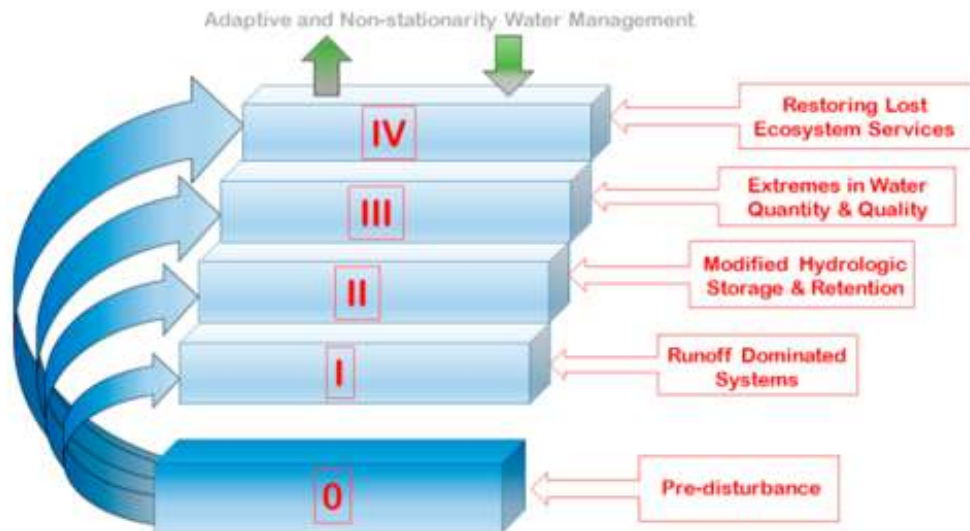 Adaptive and Non-stationarity Water Management
IV
Restoring Lost
Ecosystem Services
III
Extremes in Water
Quantity & Quality
II
Modified Hydrologic
Storage & Retention
I
Runoff Dominated
Systems
0
Pre-disturbance